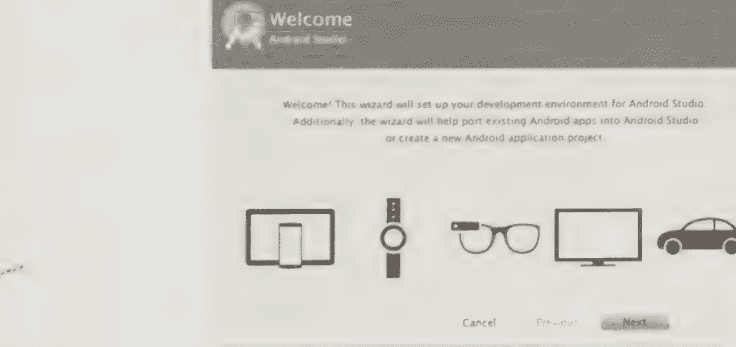 Welcome
Android Studio
Welcome! This wizard will set up your development environment for Android Studio.
Additionally, the wizard will help port existing Android apps into Android Studio
or create a new Android application project.
Cancel
Previous
Next